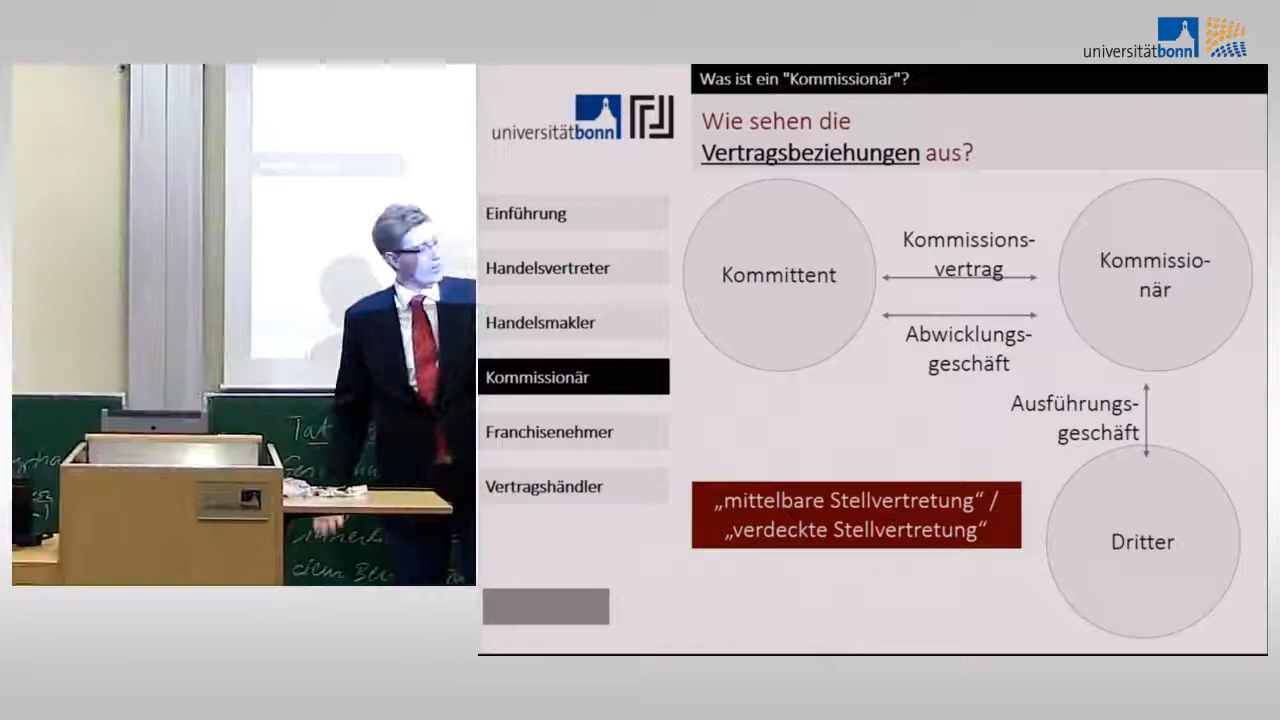 universitätbonn
Was ist ein "Kommissionär"?
universitätbonn
Wie sehen die
Vertragsbeziehungen aus?
Einführung
Handelsvertreter
Handelsmakler
Kommissionär
Franchisenehmer
Vertragshändler
Kommittent
Kommissions-
vertrag
Abwicklungs-
geschäft
Kommissio-
när
Ausführungs-
geschäft
„mittelbare Stellvertretung“ /
„verdeckte Stellvertretung“
Dritter
Tat